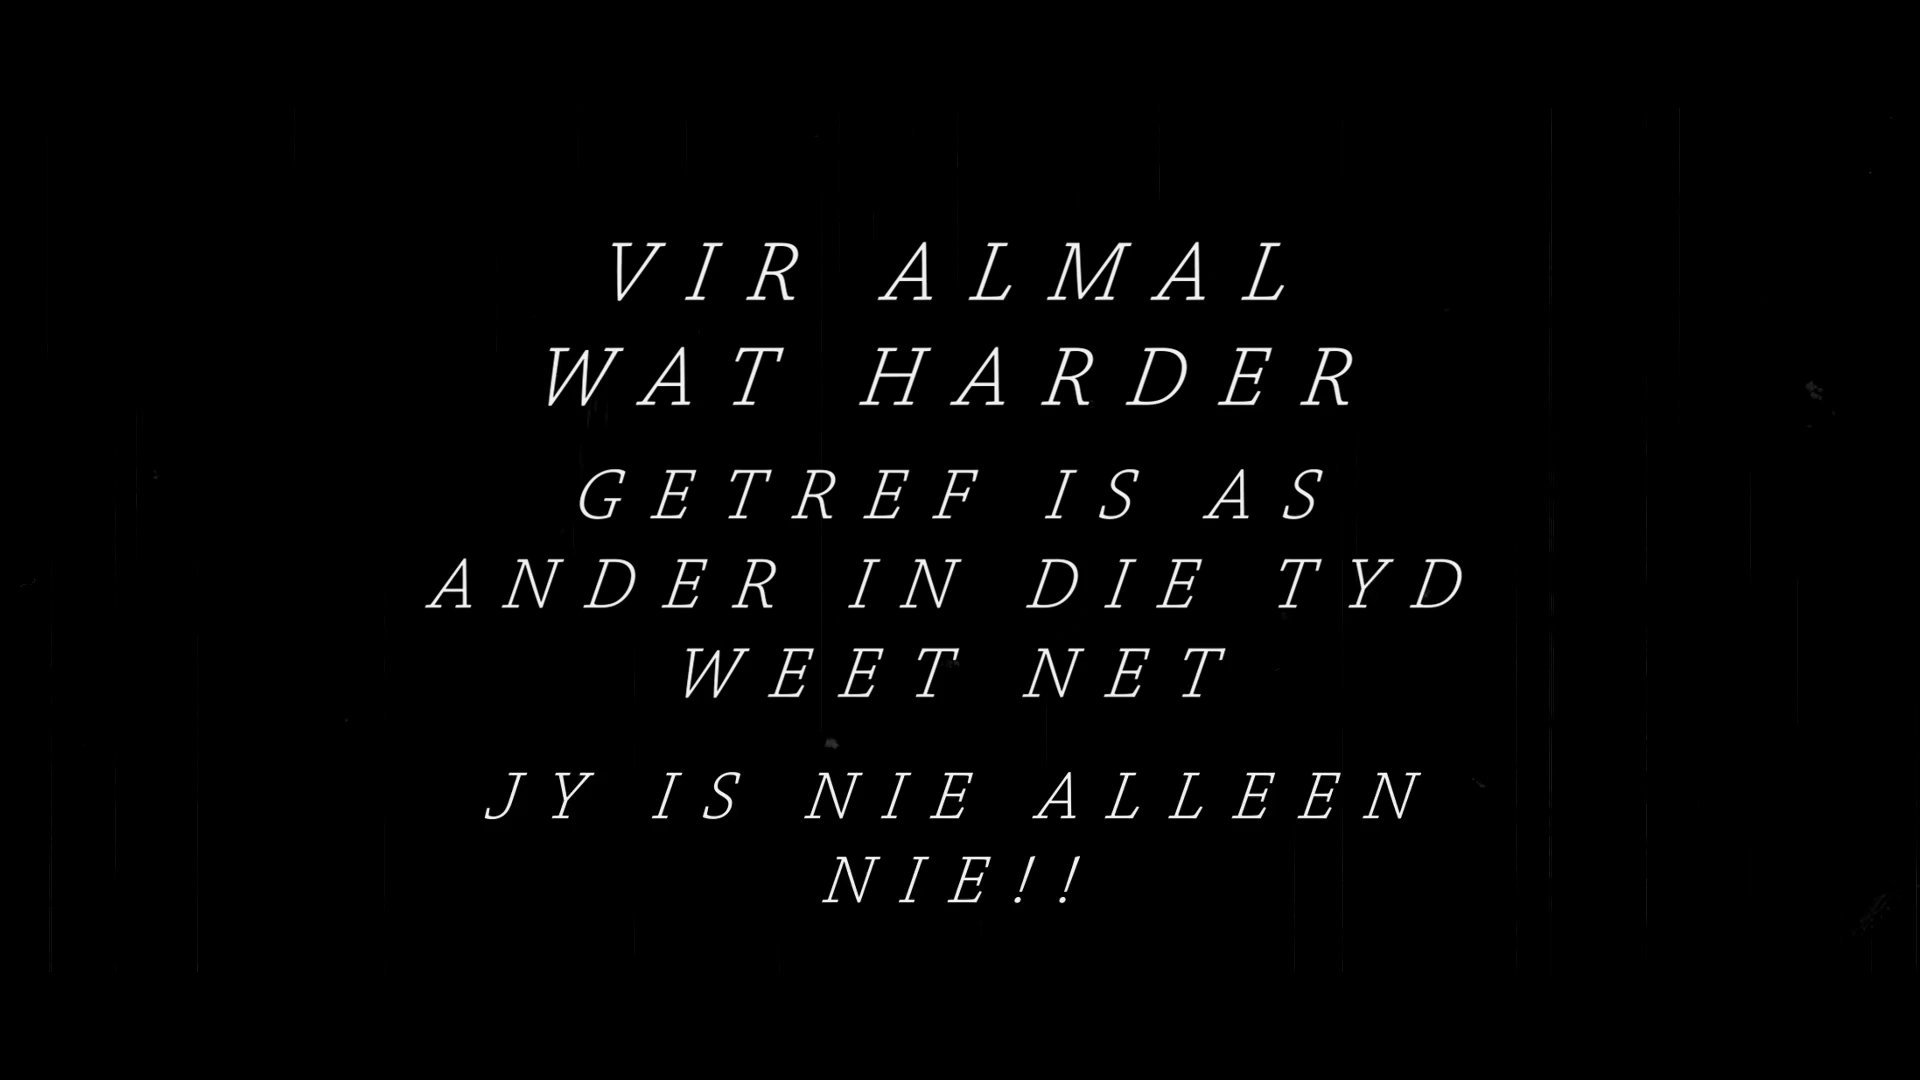 VIR ALMAL
WAT HARDER
GETREF IS AS
ANDER IN DIE TYD
WEET NET
JY IS NIE ALLEEN
NIE!!